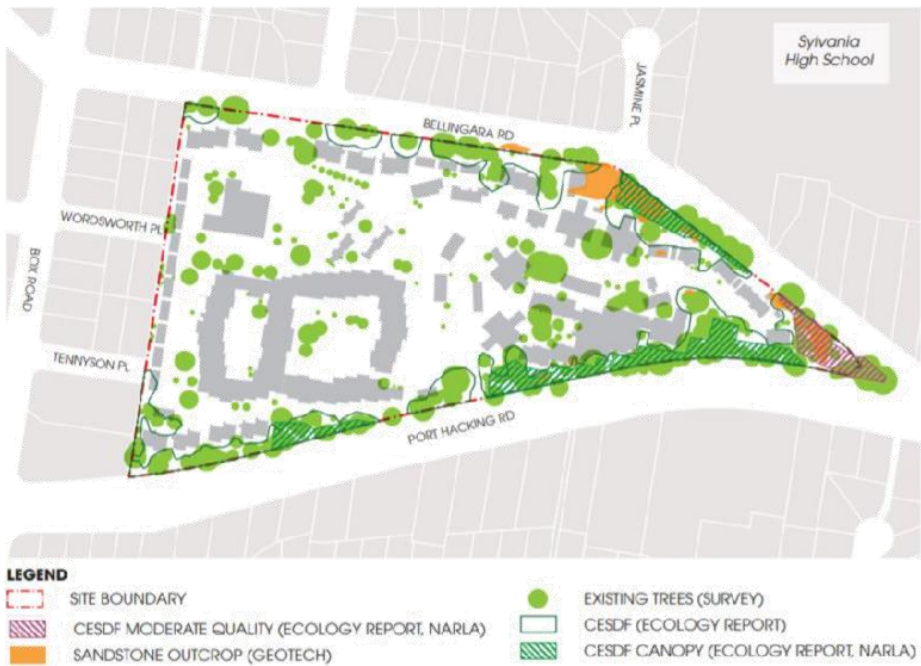 Sylvania
High School
JASMINE PL
BELLINGARA RD
WORDSWORTH PL
BOX ROAD
TENNYSON PL
PORT HACKING RD
LEGEND
SITE BOUNDARY
EXISTING TREES (SURVEY)
CESDF MODERATE QUALITY (ECOLOGY REPORT, NARLA)
CESDF (ECOLOGY REPORT)
SANDSTONE OUTCROP (GEOTECH)
CESDF CANOPY (ECOLOGY REPORT, NARLA)